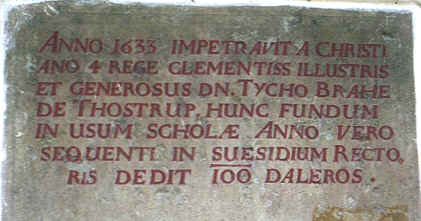 ANNO 1633 IMPETRAVIT A CHRISTI
ANO 4 REGE CLEMENTISS ILLUSTRIS
ET GENEROSUS DN. TYCHO BRAHE
DE THOSTRUP, HUNC FUNDUM
IN USUM SCHOLÆ ANNO VERO
SEQUENTI IN SUESIDIUM RECTO,
RIS DEDIT 100 DALEROS.